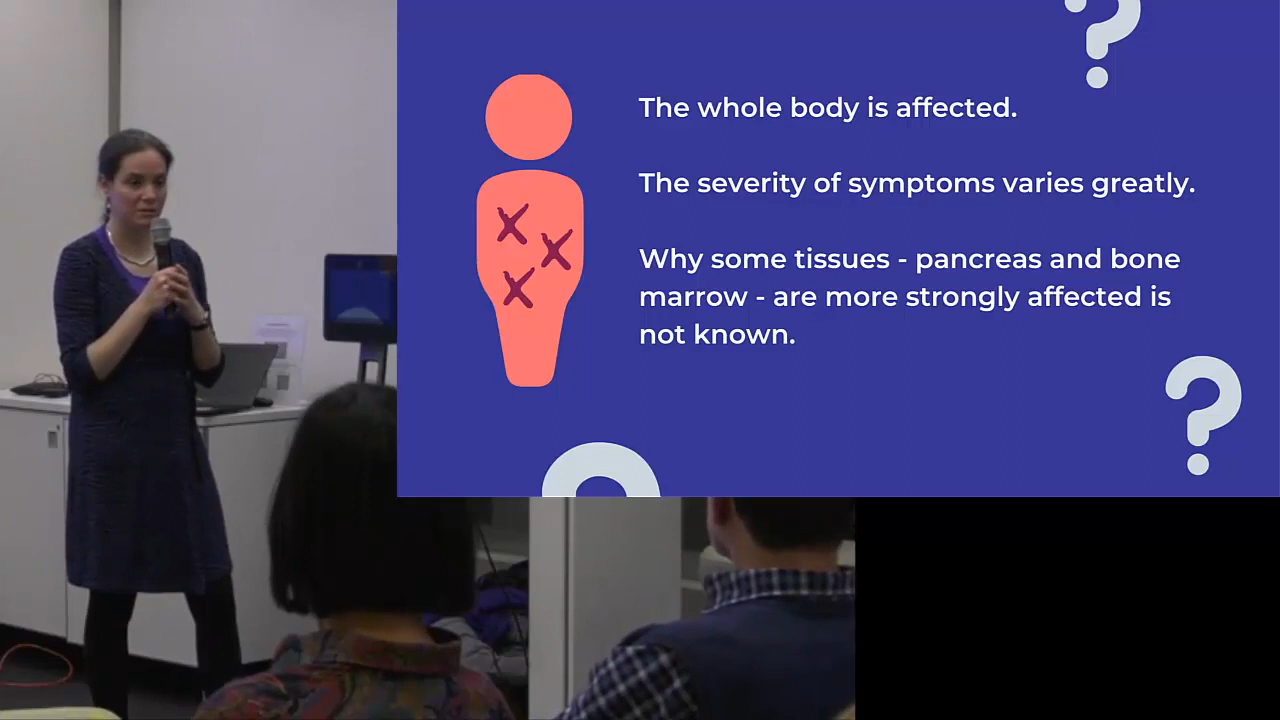 The whole body is affected.
The severity of symptoms varies greatly.
Why some tissues - pancreas and bone
marrow - are more strongly affected is
not known.